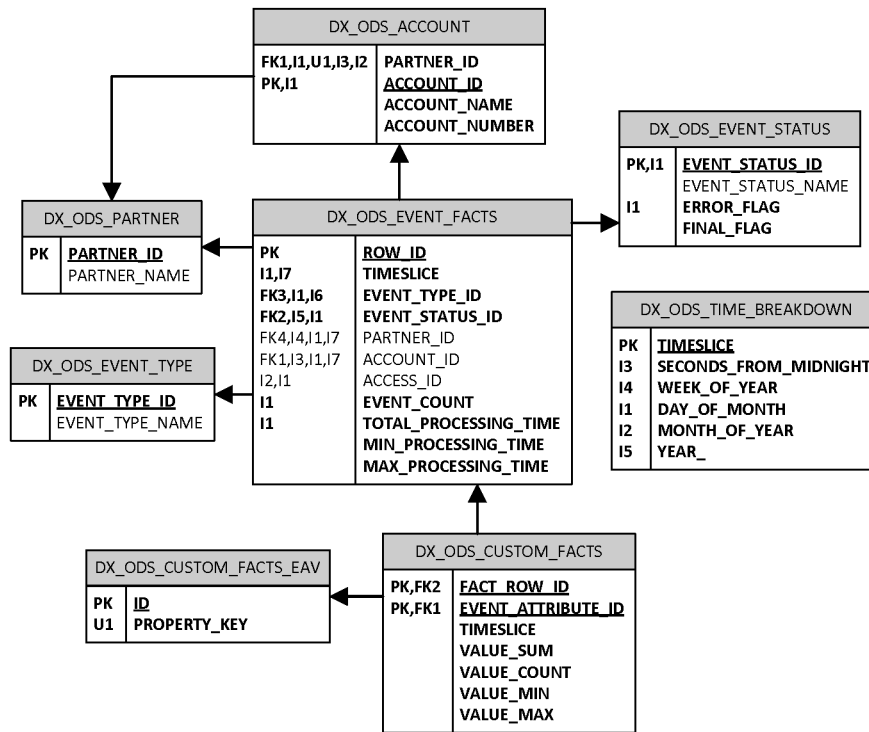 DX_ODS_ACCOUNT
FK1,I1,U1,I3,I2 PARTNER_ID
PK,I1 ACCOUNT_ID
ACCOUNT_NAME
ACCOUNT_NUMBER
DX_ODS_EVENT_STATUS
PK,I1 EVENT_STATUS_ID
EVENT_STATUS_NAME
I1 ERROR_FLAG
FINAL_FLAG
DX_ODS_PARTNER
PK PARTNER_ID
PARTNER_NAME
DX_ODS_EVENT_FACTS
PK ROW_ID
I1,I7 TIMESLICE
FK3,I1,I6 EVENT_TYPE_ID
FK2,I5,I1 EVENT_STATUS_ID
FK4,I4,I1,I7 PARTNER_ID
FK1,I3,I1,I7 ACCOUNT_ID
I2,I1 ACCESS_ID
I1 EVENT_COUNT
I1 TOTAL_PROCESSING_TIME
MIN_PROCESSING_TIME
MAX_PROCESSING_TIME
DX_ODS_TIME_BREAKDOWN
PK TIMESLICE
I3 SECONDS_FROM_MIDNIGHT
I4 WEEK_OF_YEAR
I1 DAY_OF_MONTH
I2 MONTH_OF_YEAR
I5 YEAR_
DX_ODS_EVENT_TYPE
PK EVENT_TYPE_ID
EVENT_TYPE_NAME
DX_ODS_CUSTOM_FACTS_EAV
PK ID
U1 PROPERTY_KEY
DX_ODS_CUSTOM_FACTS
PK,FK2 FACT_ROW_ID
PK,FK1 EVENT_ATTRIBUTE_ID
TIMESLICE
VALUE_SUM
VALUE_COUNT
VALUE_MIN
VALUE_MAX